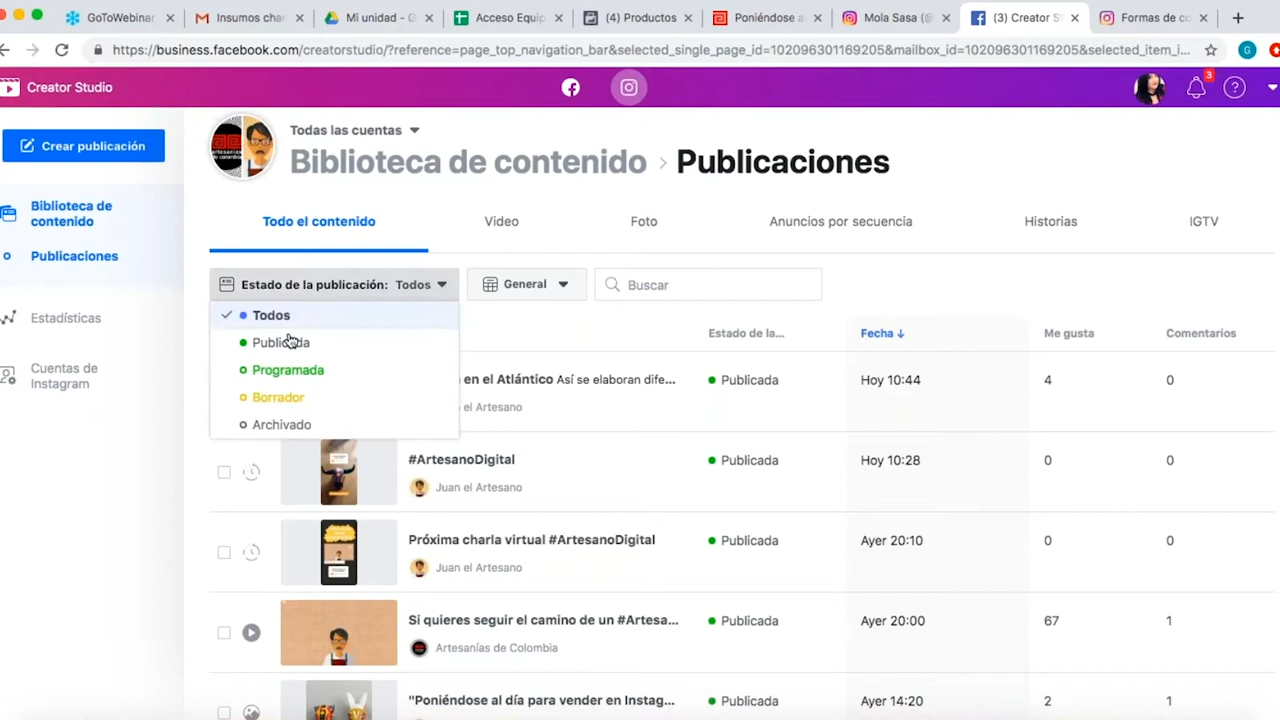 GoToWebinar
Insumos char
Mi unidad - G
Acceso Equip
(4) Productos
Poniéndose al
Mola Sasa (@
(3) Creator St
Formas de co
https://business.facebook.com/creatorstudio/?reference=page_top_navigation_bar&selected_single_page_id=102096301169205&mailbox_id=102096301169205&selected_item_i...
G
Creator Studio
3
Crear publicación
Todas las cuentas
Biblioteca de contenido › Publicaciones
Biblioteca de
contenido
Publicaciones
Estadísticas
Cuentas de
Instagram
Todo el contenido
Video
Foto
Anuncios por secuencia
Historias
IGTV
Estado de la publicación: Todos
General
Buscar
Todos
Publicada
Programada
Borrador
Archivado
Estado de la...
Fecha ↓
Me gusta
Comentarios
en el Atlántico Así se elaboran dife...
el Artesano
Publicada
Hoy 10:44
4
0
#ArtesanoDigital
Juan el Artesano
Publicada
Hoy 10:28
0
0
Próxima charla virtual #ArtesanoDigital
Juan el Artesano
Publicada
Ayer 20:10
0
0
Si quieres seguir el camino de un #Artesa...
Artesanías de Colombia
Publicada
Ayer 20:00
67
1
"Poniéndose al día para vender en Instag...
Publicada
Ayer 14:20
2
1